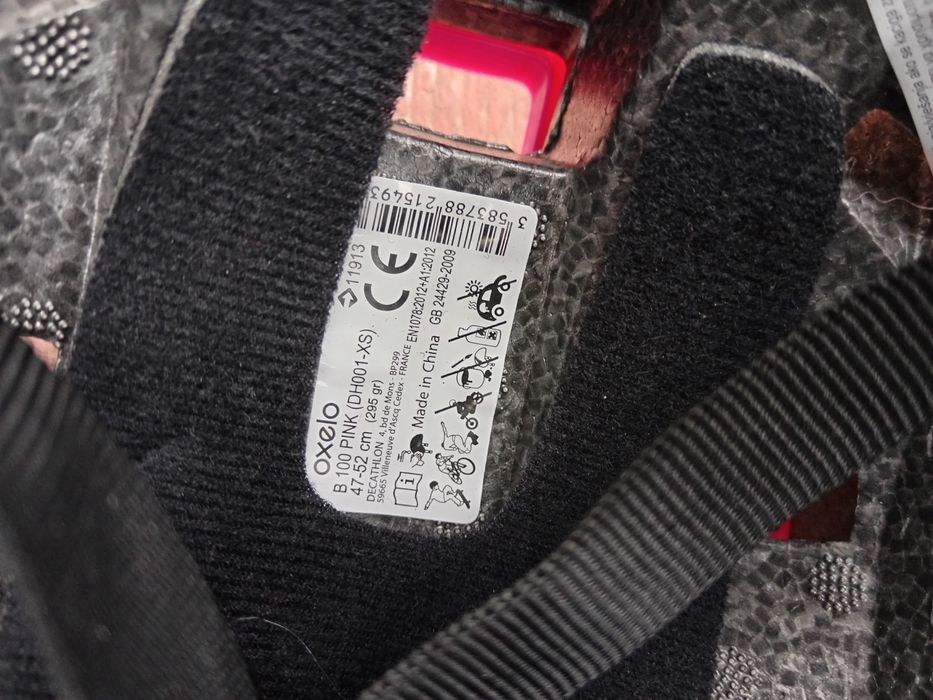 oxelo
B 100 PINK (DH001-XS)
47-52 cm (295 gr)
DECATHLON 4, bd de Mons - BP299
59665 Villeneuve d'Ascq Cedex - FRANCE
11913
CE
EN1078:2012+A1:2012
Made in China GB 24429-2009
i
3 583788 215493